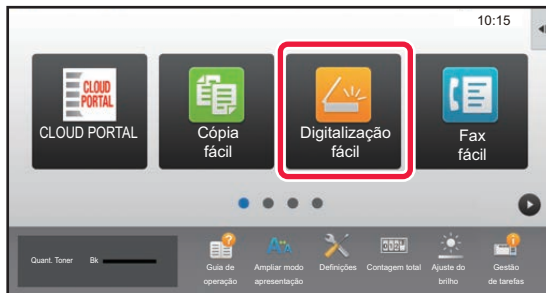 10:15
CLOUD
PORTAL
CLOUD PORTAL
Cópia
fácil
Digitalização
fácil
Fax
fácil
Quant. Toner Bk
Guia de
operação
Ampliar modo
apresentação
Definições
Contagem total
Ajuste do
brilho
Gestão
de tarefas